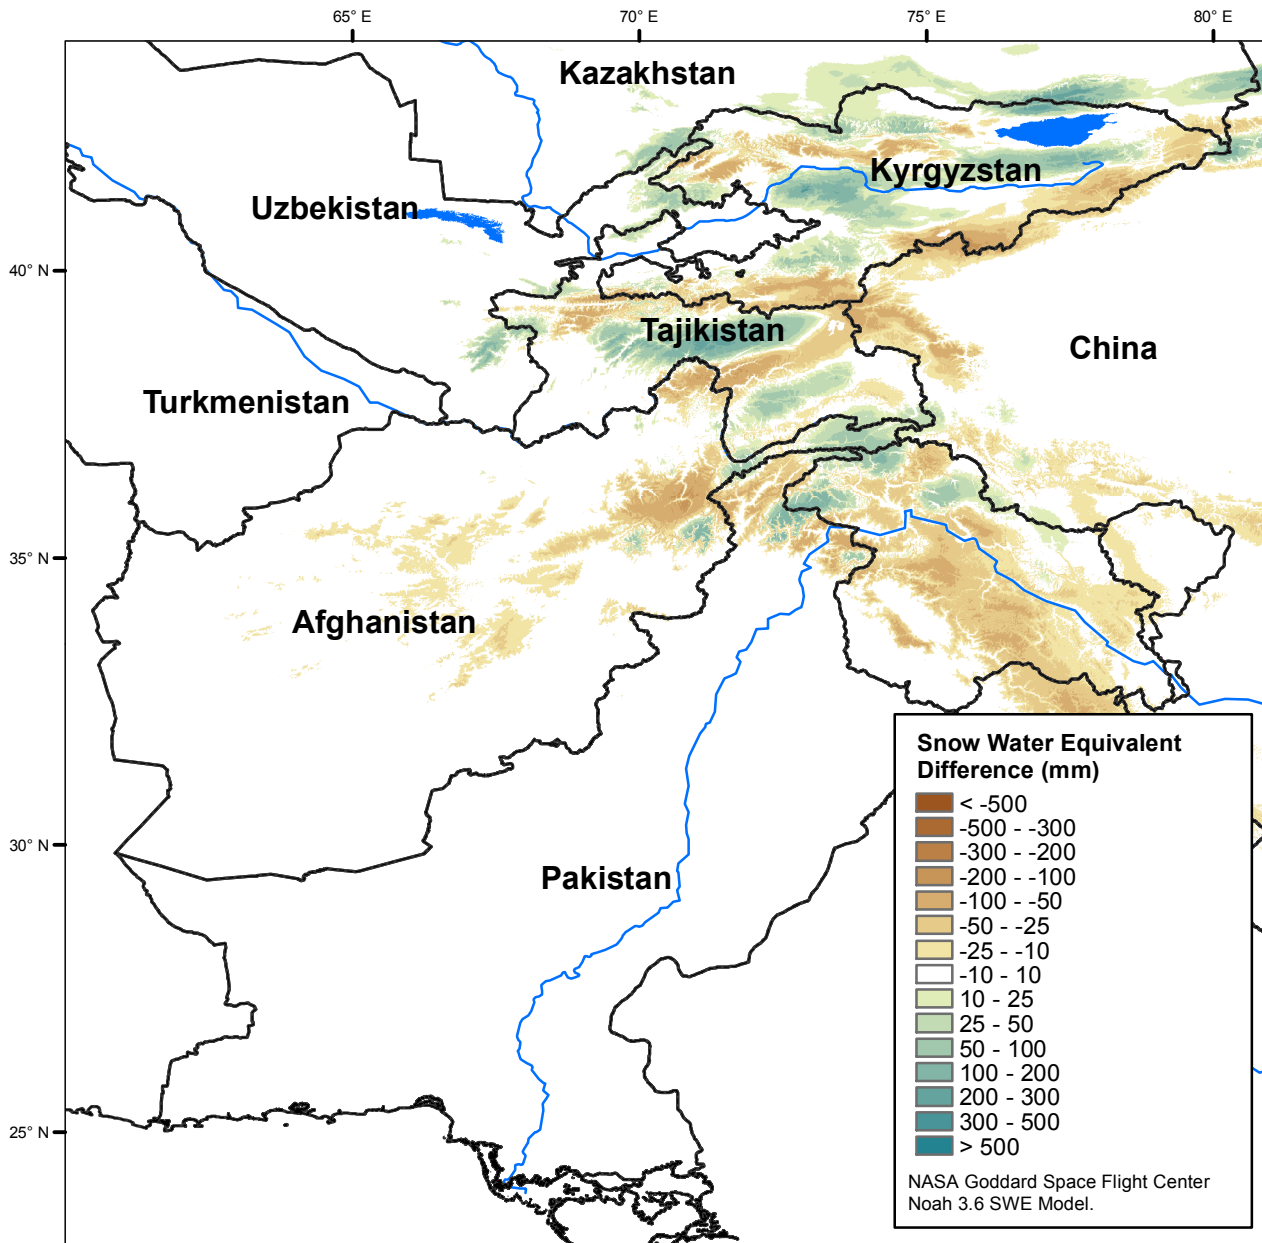 65° E
70° E
75° E
80° E
Kazakhstan
Kyrgyzstan
Uzbekistan
40° N
Tajikistan
China
Turkmenistan
35° N
Afghanistan
Snow Water Equivalent
Difference (mm)
< -500
-500 - -300
-300 - -200
-200 - -100
-100 - -50
-50 - -25
-25 - -10
-10 - 10
10 - 25
25 - 50
50 - 100
100 - 200
200 - 300
300 - 500
> 500
30° N
Pakistan
25° N
NASA Goddard Space Flight Center
Noah 3.6 SWE Model.